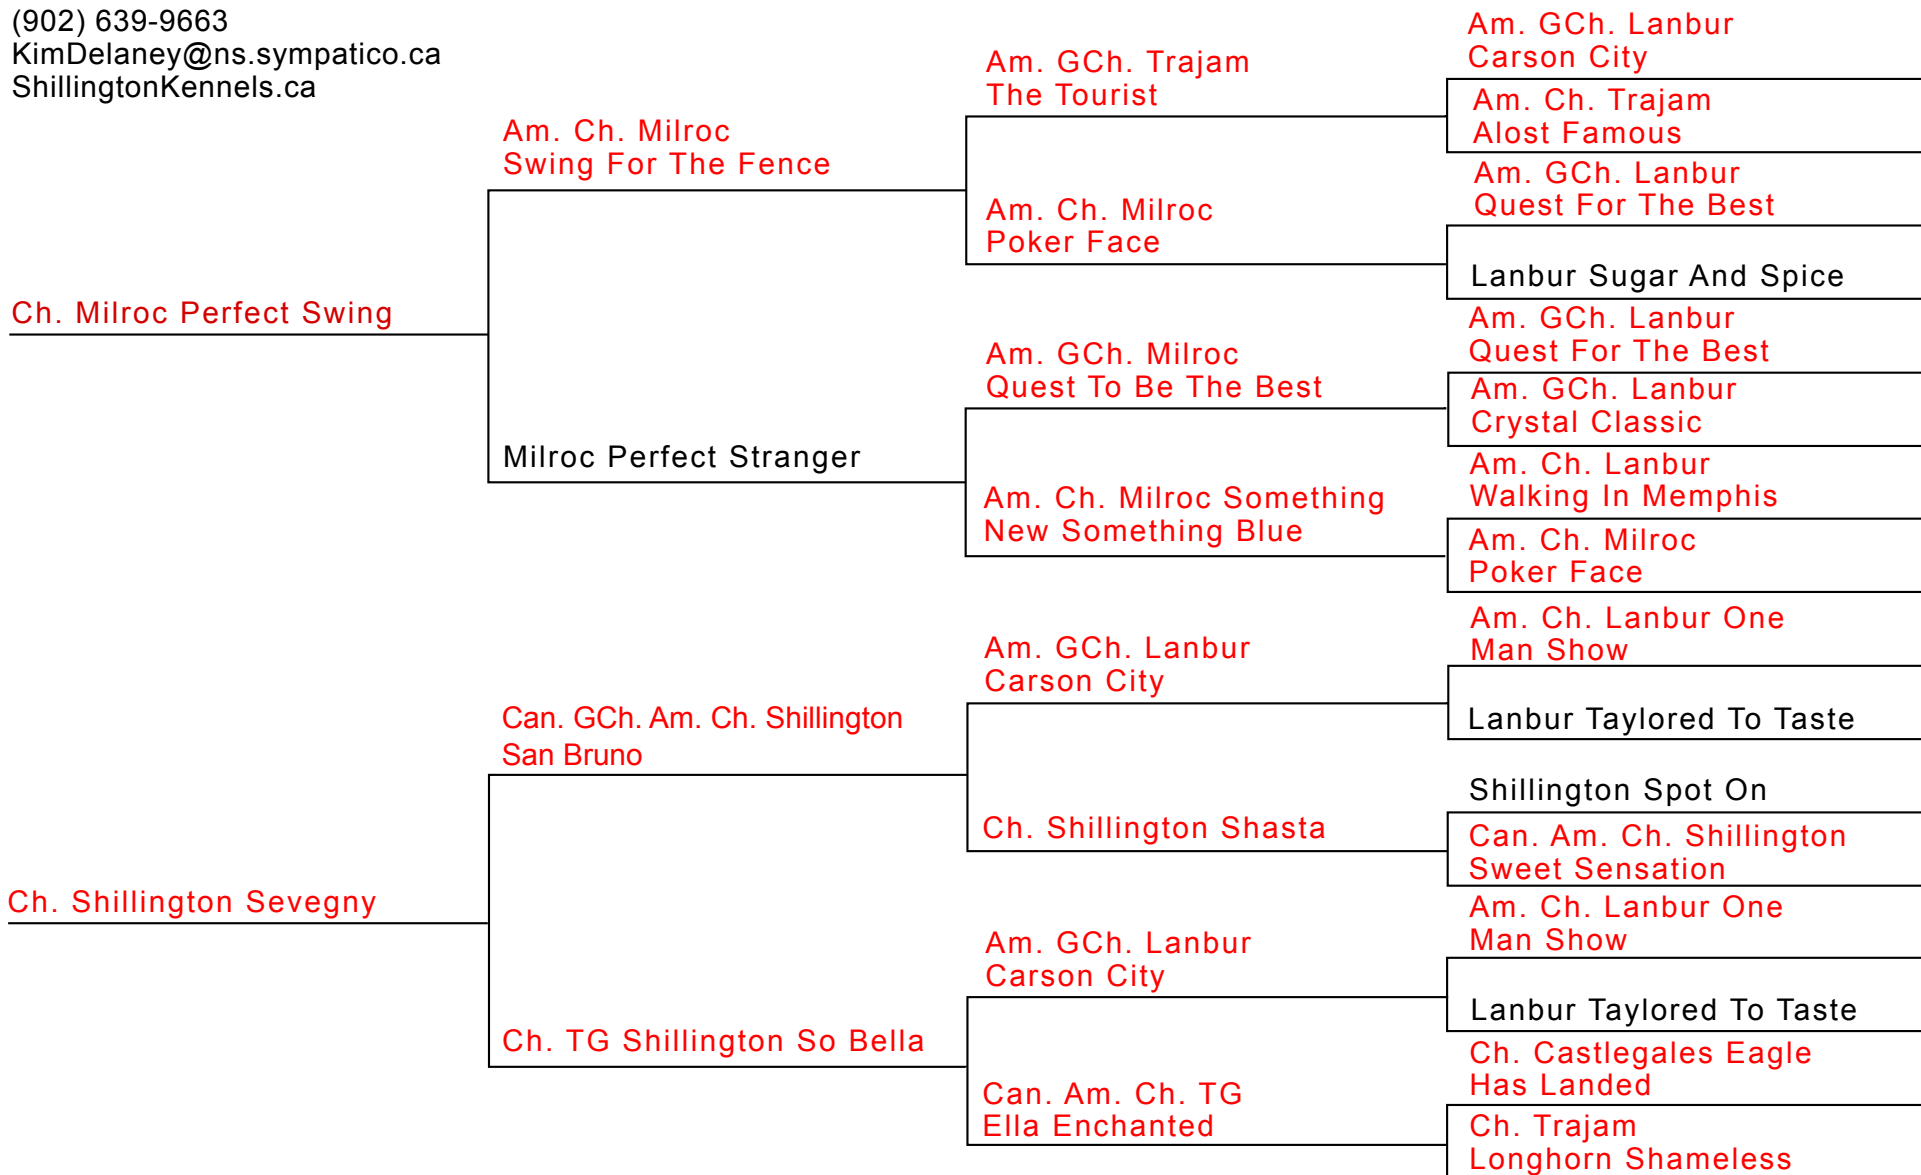 (902) 639-9663
KimDelaney@ns.sympatico.ca
ShillingtonKennels.ca
Ch. Milroc Perfect Swing
Ch. Shillington Sevegny
Am. Ch. Milroc
Swing For The Fence
Milroc Perfect Stranger
Can. GCh. Am. Ch. Shillington
San Bruno
Ch. TG Shillington So Bella
Am. GCh. Trajam
The Tourist
Am. Ch. Milroc
Poker Face
Am. GCh. Milroc
Quest To Be The Best
Am. Ch. Milroc Something
New Something Blue
Am. GCh. Lanbur
Carson City
Ch. Shillington Shasta
Am. GCh. Lanbur
Carson City
Can. Am. Ch. TG
Ella Enchanted
Am. GCh. Lanbur
Carson City
Am. Ch. Trajam
Alost Famous
Am. GCh. Lanbur
Quest For The Best
Lanbur Sugar And Spice
Am. GCh. Lanbur
Quest For The Best
Am. GCh. Lanbur
Crystal Classic
Am. Ch. Lanbur
Walking In Memphis
Am. Ch. Milroc
Poker Face
Am. Ch. Lanbur One
Man Show
Lanbur Taylored To Taste
Shillington Spot On
Can. Am. Ch. Shillington
Sweet Sensation
Am. Ch. Lanbur One
Man Show
Lanbur Taylored To Taste
Ch. Castlegales Eagle
Has Landed
Ch. Trajam
Longhorn Shameless